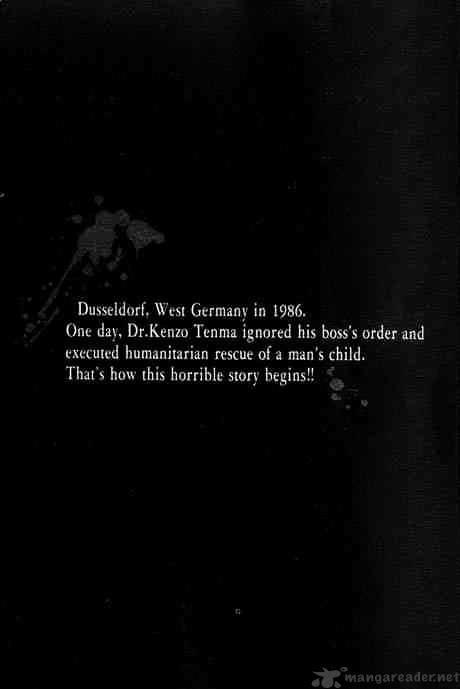 Dusseldorf, West Germany in 1986.
One day, Dr.Kenzo Tenma ignored his boss's order and
executed humanitarian rescue of a man's child.
That's how this horrible story begins!!
mangareader.net